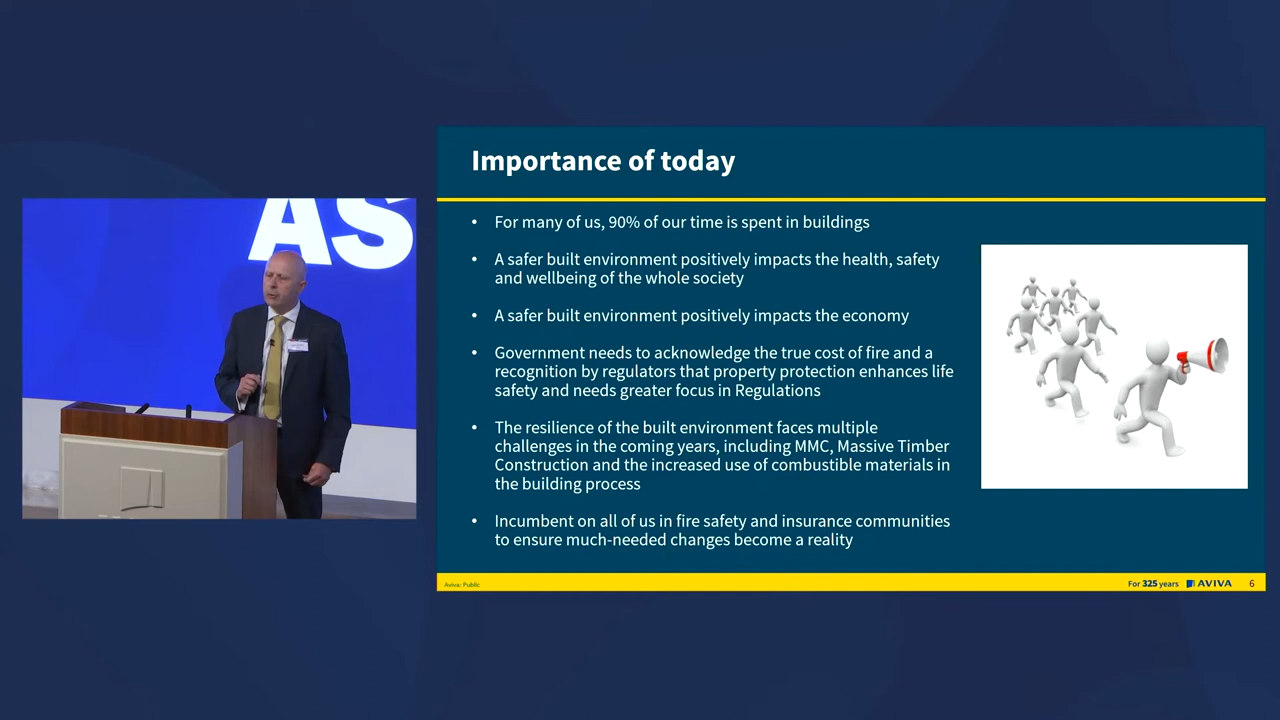 AS
Importance of today
• For many of us, 90% of our time is spent in buildings
• A safer built environment positively impacts the health, safety
and wellbeing of the whole society
• A safer built environment positively impacts the economy
• Government needs to acknowledge the true cost of fire and a
recognition by regulators that property protection enhances life
safety and needs greater focus in Regulations
• The resilience of the built environment faces multiple
challenges in the coming years, including MMC, Massive Timber
Construction and the increased use of combustible materials in
the building process
• Incumbent on all of us in fire safety and insurance communities
to ensure much-needed changes become a reality
Aviva: Public
For 325 years AVIVA 6